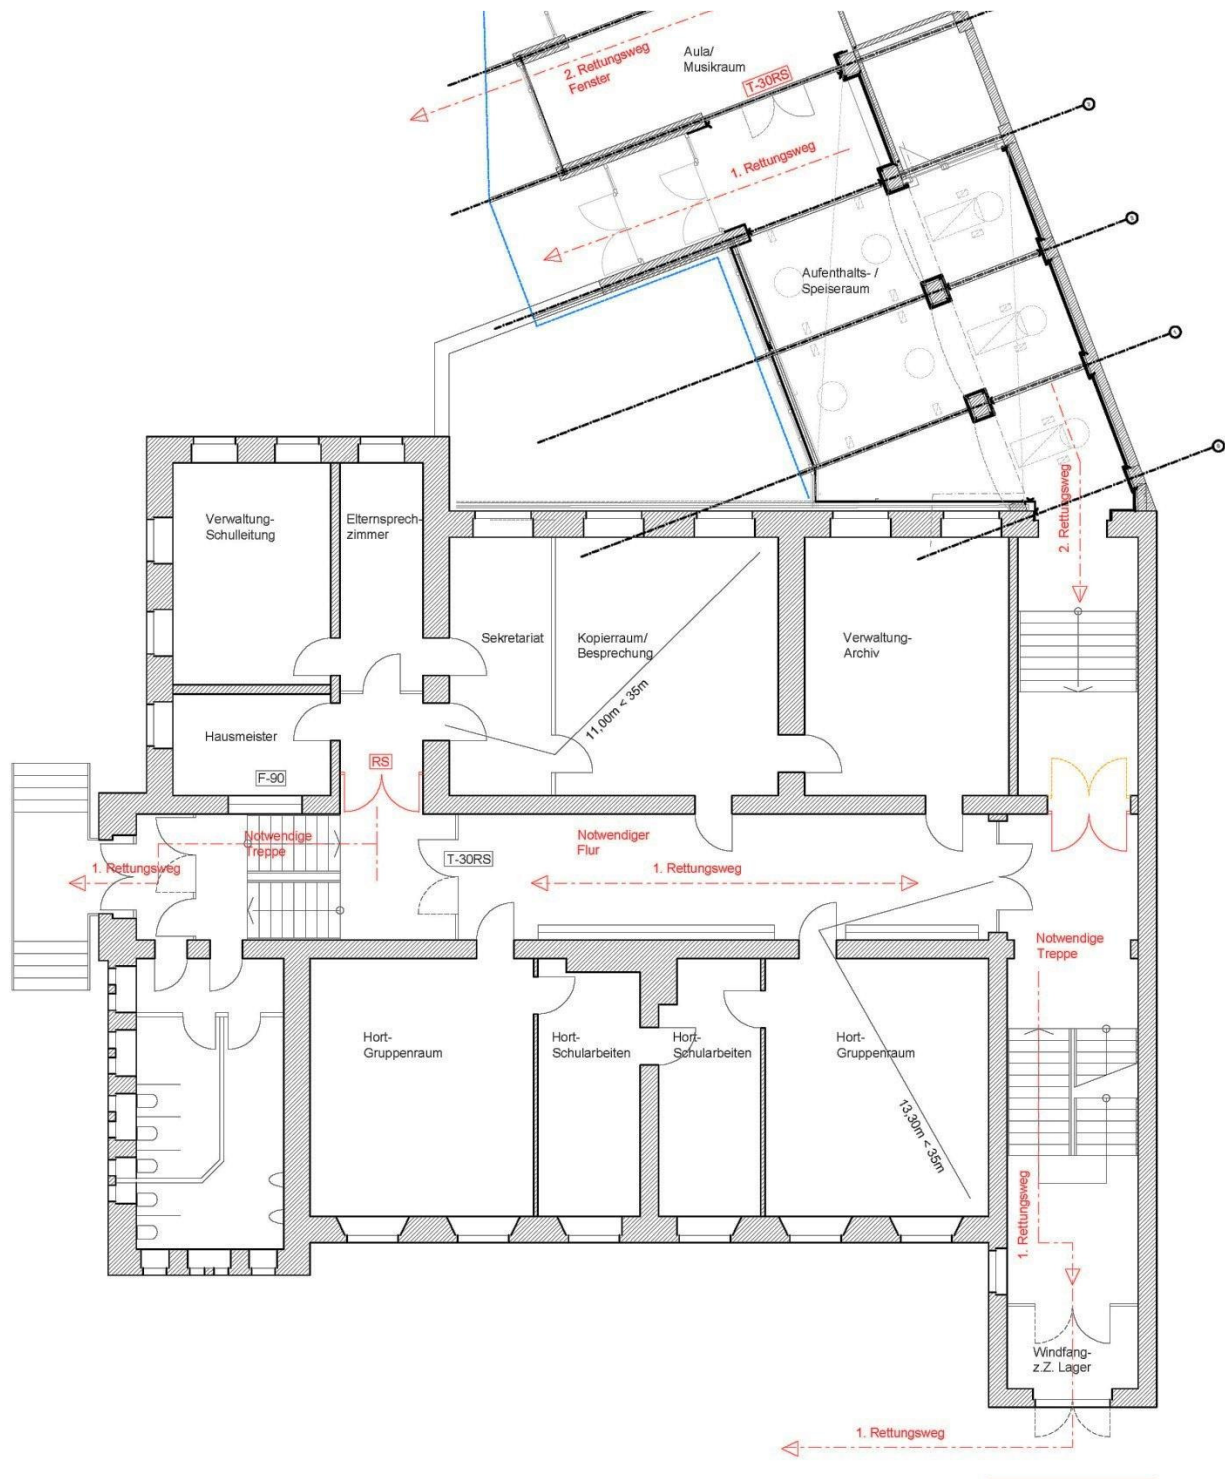 Aula/
Musikraum
2. Rettungsweg
Fenster
T-30RS
1. Rettungsweg
Aufenthalts- /
Speiseraum
2. Rettungsweg
Verwaltung-
Schulleitung
Elternsprech-
zimmer
Sekretariat
Kopierraum/
Besprechung
11,00m < 35m
Verwaltung-
Archiv
Hausmeister
F-90
RS
Notwendige
Treppe
1. Rettungsweg
T-30RS
Notwendiger
Flur
1. Rettungsweg
Notwendige
Treppe
Hort-
Gruppenraum
Hort-
Schularbeiten
Hort-
Schularbeiten
Hort-
Gruppenraum
13,30m < 35m
1. Rettungsweg
Windfang-
z.Z. Lager
1. Rettungsweg